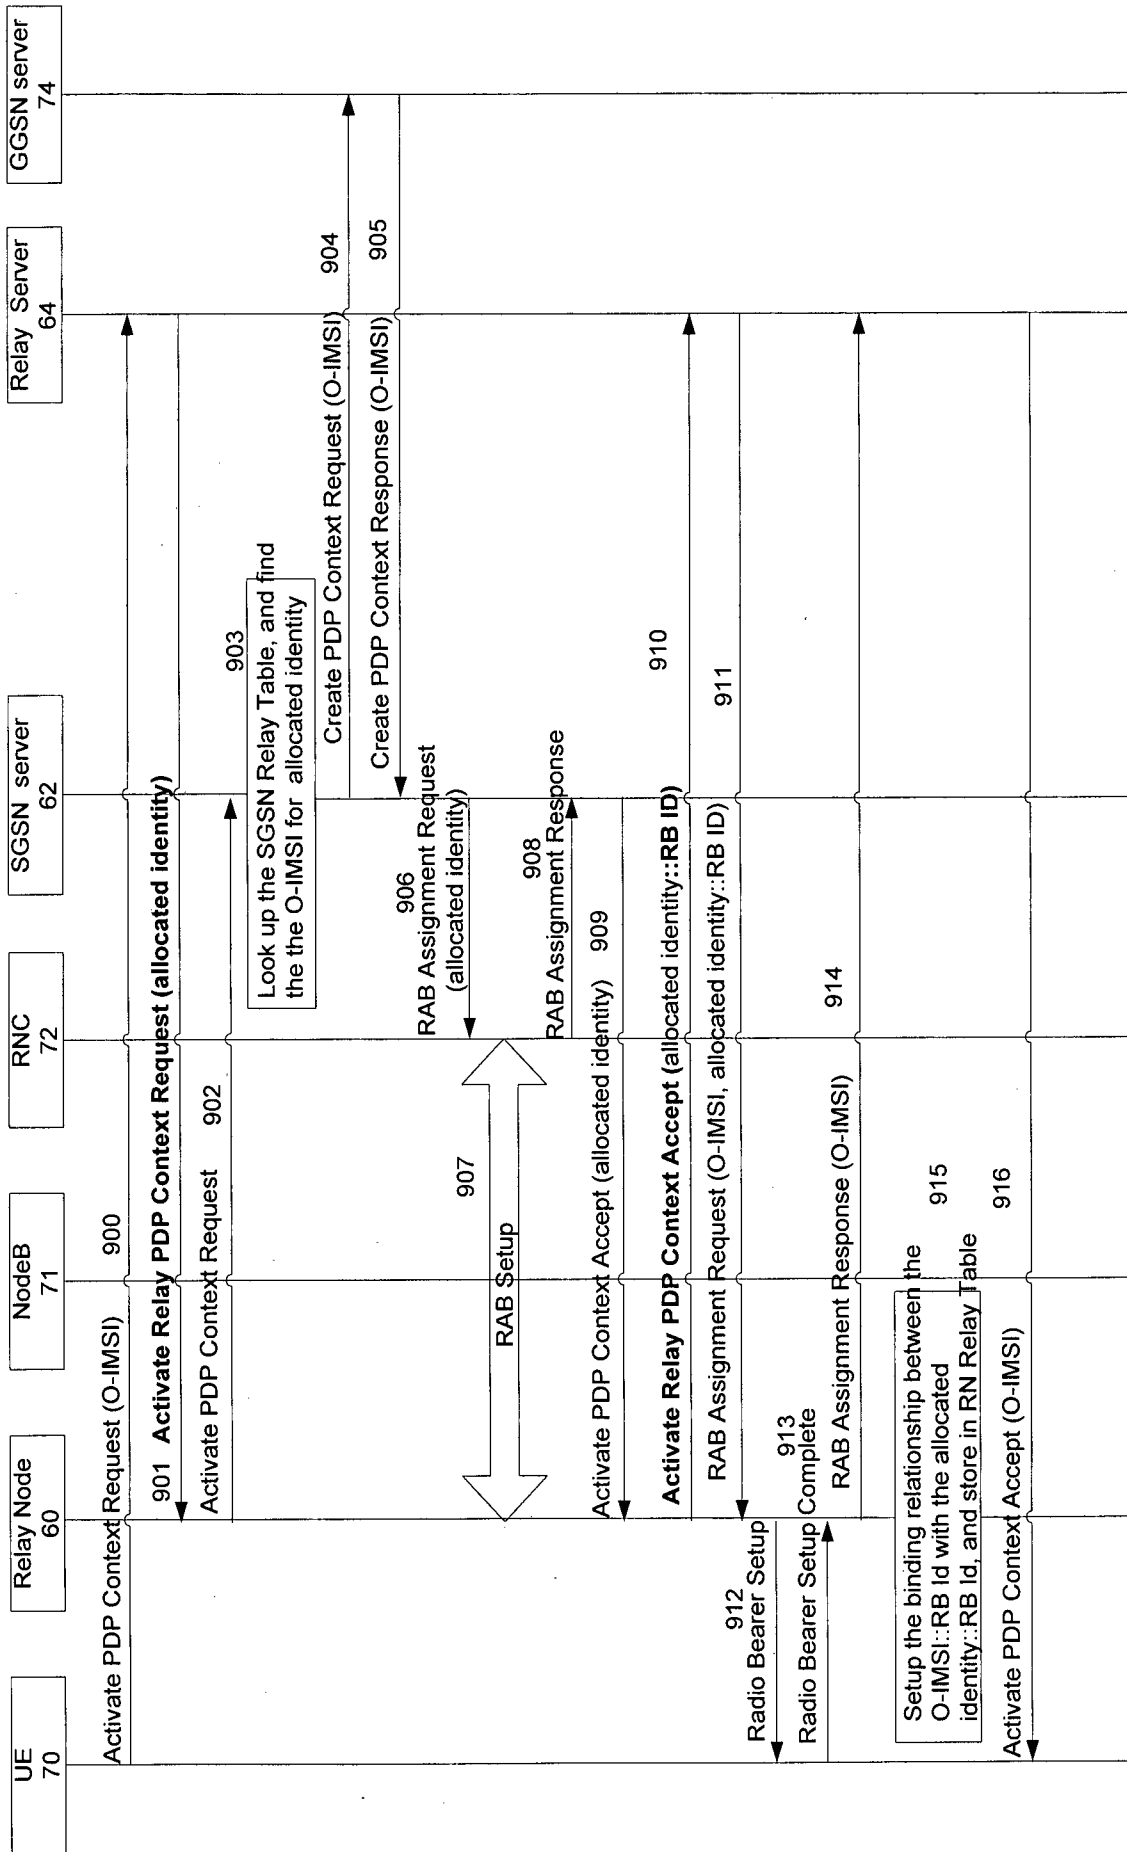 UE
70
Relay Node
60
NodeB
71
RNC
72
SGSN server
62
Relay Server
64
GGSN server
74
Activate PDP Context Request (O-IMSI)
900
901 Activate Relay PDP Context Request (allocated identity)
Activate PDP Context Request
902
903
Look up the SGSN Relay Table, and find
the the O-IMSI for allocated identity
Create PDP Context Request (O-IMSI)
904
Create PDP Context Response (O-IMSI)
905
906
RAB Assignment Request
(allocated identity)
907
RAB Setup
908
RAB Assignment Response
Activate PDP Context Accept (allocated identity)
909
910
Activate Relay PDP Context Accept (allocated identity::RB ID)
911
RAB Assignment Request (O-IMSI, allocated identity::RB ID)
912
Radio Bearer Setup
913
Radio Bearer Setup Complete
914
RAB Assignment Response (O-IMSI)
915
Setup the binding relationship between the
O-IMSI::RB Id with the allocated
identity::RB Id, and store in RN Relay Table
916
Activate PDP Context Accept (O-IMSI)